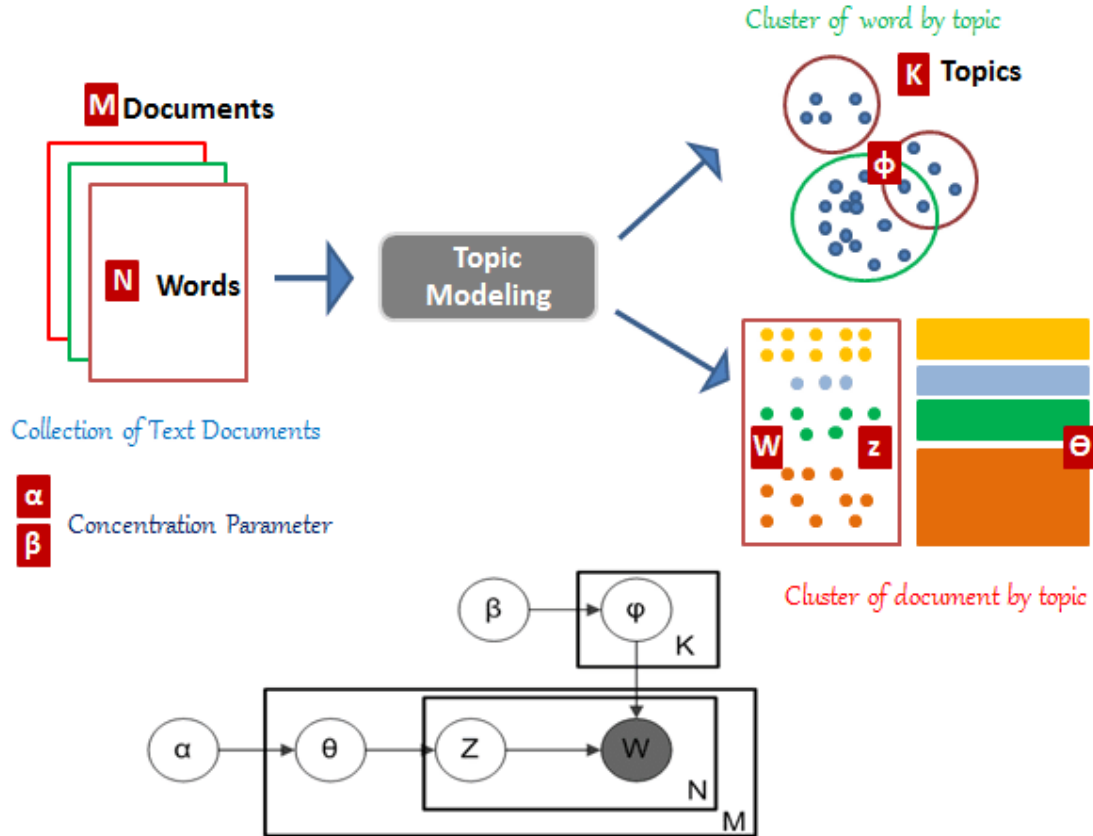 Cluster of word by topic
K Topics
M Documents
ϕ
N Words
Topic
Modeling
W z
Θ
Collection of Text Documents
α
β
Concentration Parameter
Cluster of document by topic
β φ
K
α θ Z W
N
M